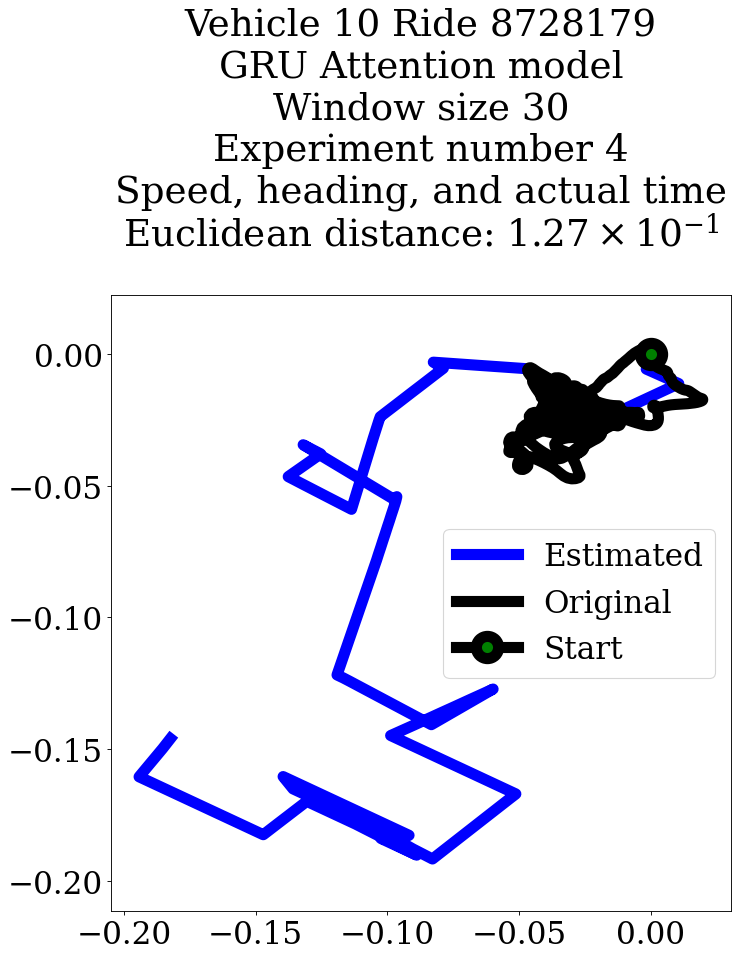 Vehicle 10 Ride 8728179
GRU Attention model
Window size 30
Experiment number 4
Speed, heading, and actual time
Euclidean distance: 1.27 × 10⁻¹
0.00
−0.05
−0.10
−0.15
−0.20
Estimated
Original
Start
−0.20 −0.15 −0.10 −0.05 0.00